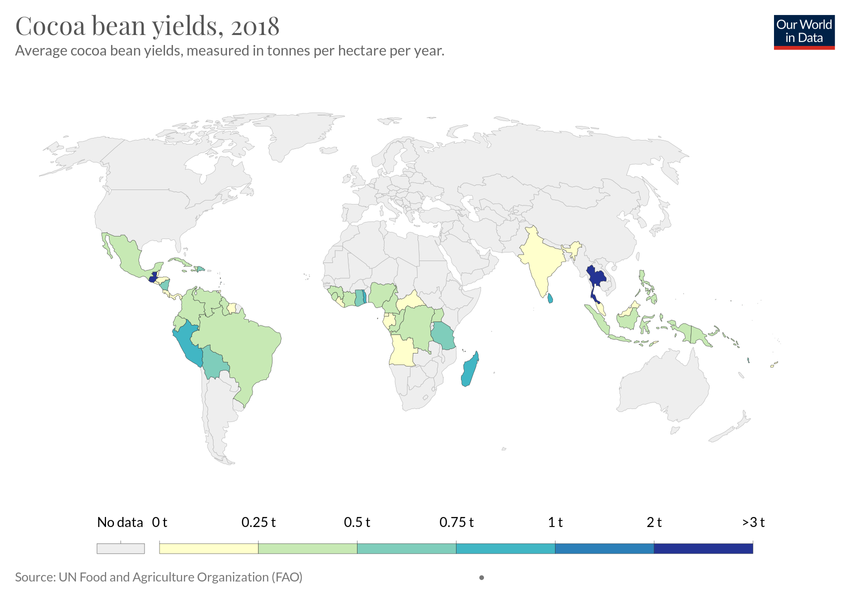 Cocoa bean yields, 2018
Average cocoa bean yields, measured in tonnes per hectare per year.
Our World
in Data
No data 0 t 0.25 t 0.5 t 0.75 t 1 t 2 t >3 t
Source: UN Food and Agriculture Organization (FAO) •